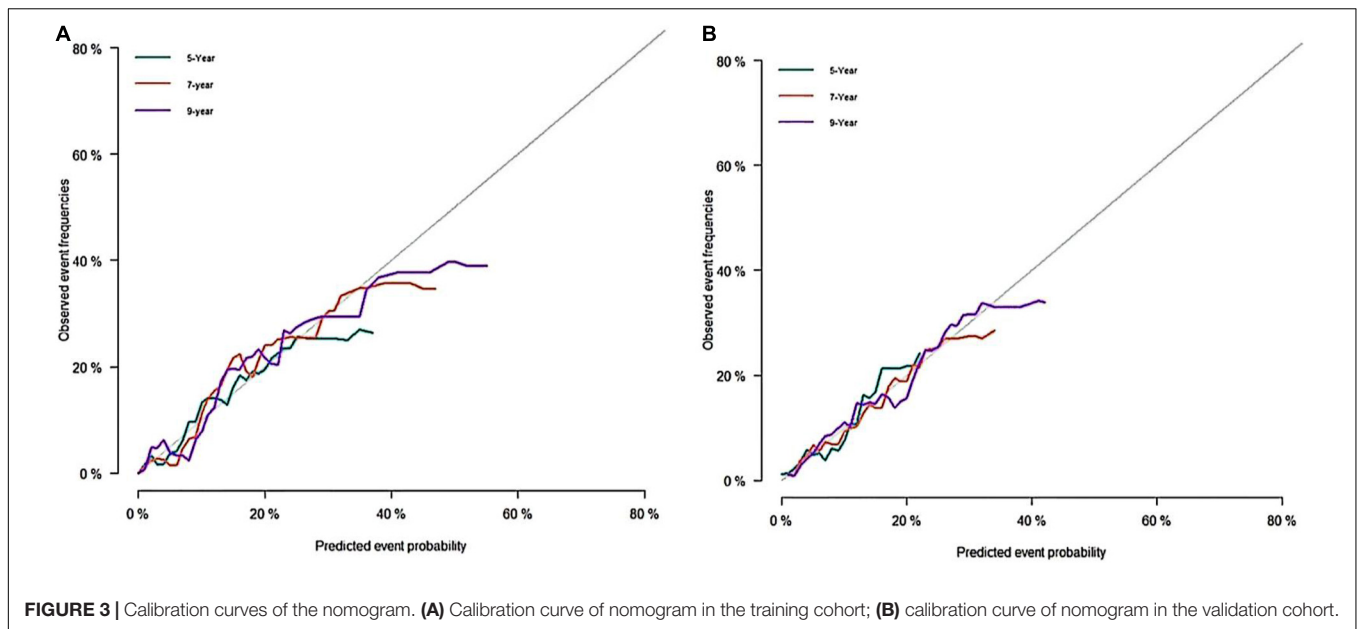 A
80 %
60 %
40 %
20 %
0 %
Observed event frequencies
5-Year
7-year
9-year
0 %
20 %
40 %
60 %
80 %
Predicted event probability
B
80 %
60 %
40 %
20 %
0 %
Observed event frequencies
5-Year
7-Year
9-Year
0 %
20 %
40 %
60 %
80 %
Predicted event probability
FIGURE 3 | Calibration curves of the nomogram. (A) Calibration curve of nomogram in the training cohort; (B) calibration curve of nomogram in the validation cohort.